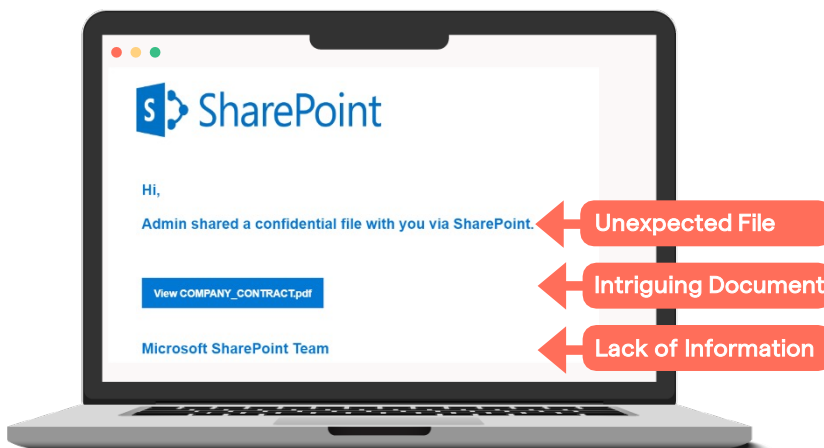 S
SharePoint
Hi,
Admin shared a confidential file with you via SharePoint.
Unexpected File
View COMPANY_CONTRACT.pdf
Intriguing Document
Microsoft SharePoint Team
Lack of Information